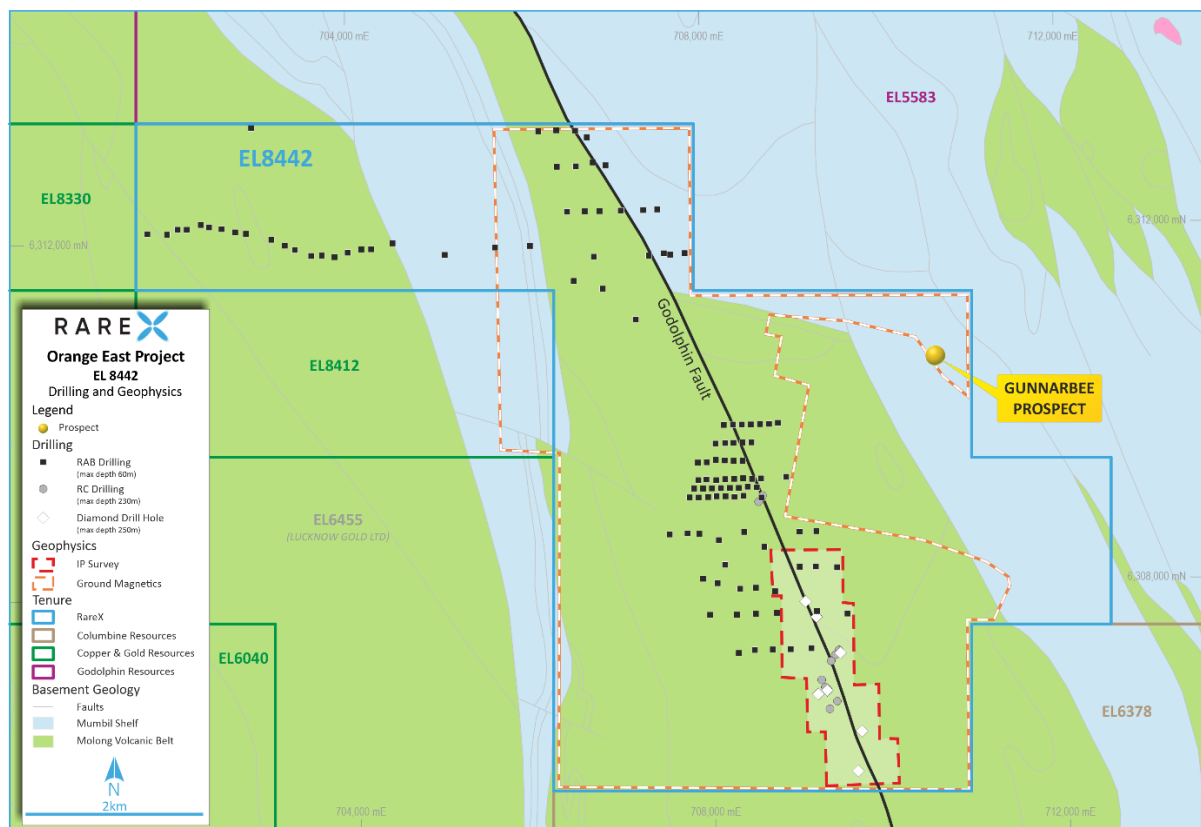 704,000 mE
708,000 mE
712,000 mE
EL5583
EL8442
EL8330
6,312,000 mN
6,312,000 mN
Godolphin Fault
GUNNARBEE
PROSPECT
EL8412
EL6455
(LUCKNOW GOLD LTD)
6,308,000 mN
EL6040
EL6378
704,000 mE
708,000 mE
712,000 mE
RAREX
Orange East Project
EL 8442
Drilling and Geophysics
Legend
Prospect
Drilling
RAB Drilling
(max depth 60m)
RC Drilling
(max depth 230m)
Diamond Drill Hole
(max depth 250m)
Geophysics
IP Survey
Ground Magnetics
Tenure
RareX
Columbine Resources
Copper & Gold Resources
Godolphin Resources
Basement Geology
Faults
Mumbil Shelf
Molong Volcanic Belt
N
2km